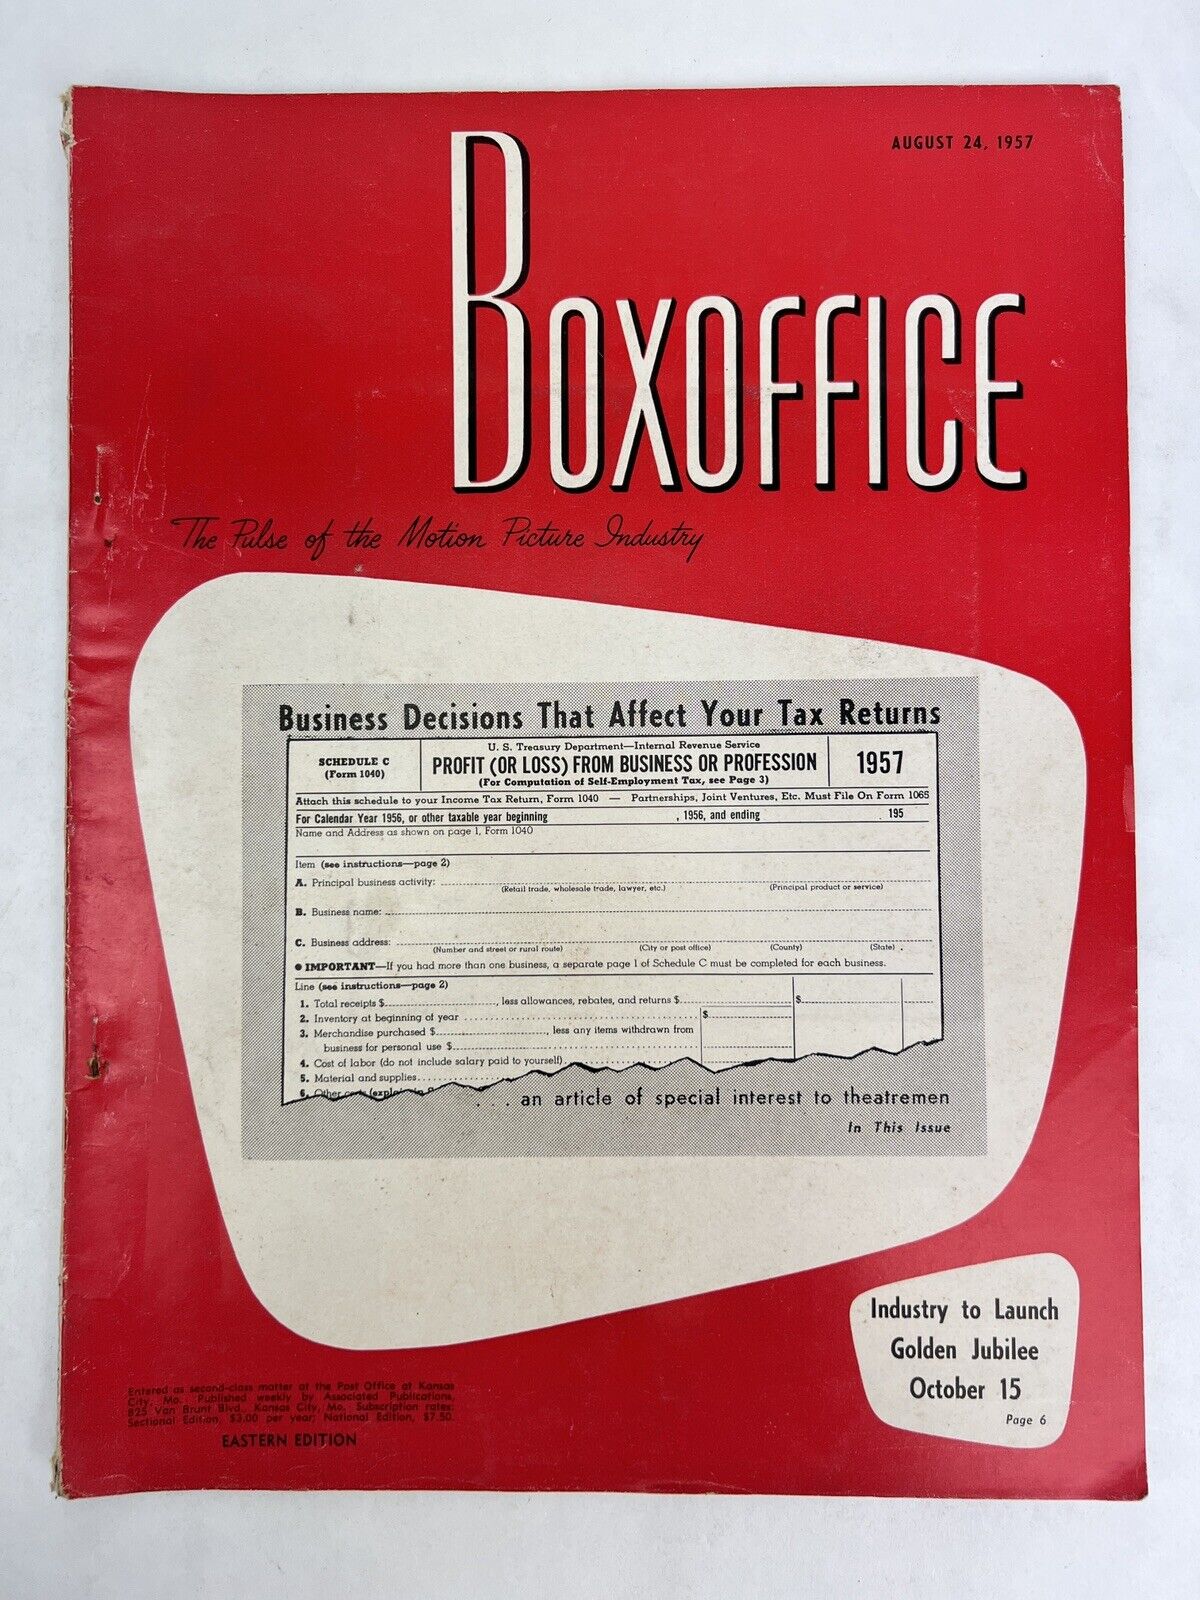 AUGUST 24, 1957
BOXOFFICE
The Pulse of the Motion Picture Industry
Business Decisions That Affect Your Tax Returns
SCHEDULE C
(Form 1040)
U. S. Treasury Department—Internal Revenue Service
PROFIT (OR LOSS) FROM BUSINESS OR PROFESSION
(For Computation of Self-Employment Tax, see Page 3)
1957
Attach this schedule to your Income Tax Return, Form 1040 — Partnerships, Joint Ventures, Etc. Must File On Form 1065
For Calendar Year 1956, or other taxable year beginning , 1956, and ending 195
Name and Address as shown on page 1, Form 1040
Item (see instructions—page 2)
A. Principal business activity:
(Retail trade, wholesale trade, lawyer, etc.) (Principal product or service)
B. Business name:
C. Business address:
(Number and street or rural route) (City or post office) (County) (State)
● IMPORTANT—If you had more than one business, a separate page 1 of Schedule C must be completed for each business.
Line (see instructions—page 2)
1. Total receipts $ , less allowances, rebates, and returns $ $
2. Inventory at beginning of year $
3. Merchandise purchased $ , less any items withdrawn from
business for personal use $
4. Cost of labor (do not include salary paid to yourself)
5. Material and supplies
6. Other
. . . an article of special interest to theatremen
In This Issue
Industry to Launch
Golden Jubilee
October 15
Page 6
Entered as second-class matter at the Post Office at Kansas
City, Mo. Published weekly by Associated Publications,
825 Van Brunt Blvd., Kansas City, Mo. Subscription rates:
Sectional Edition, $3.00 per year; National Edition, $7.50.
EASTERN EDITION